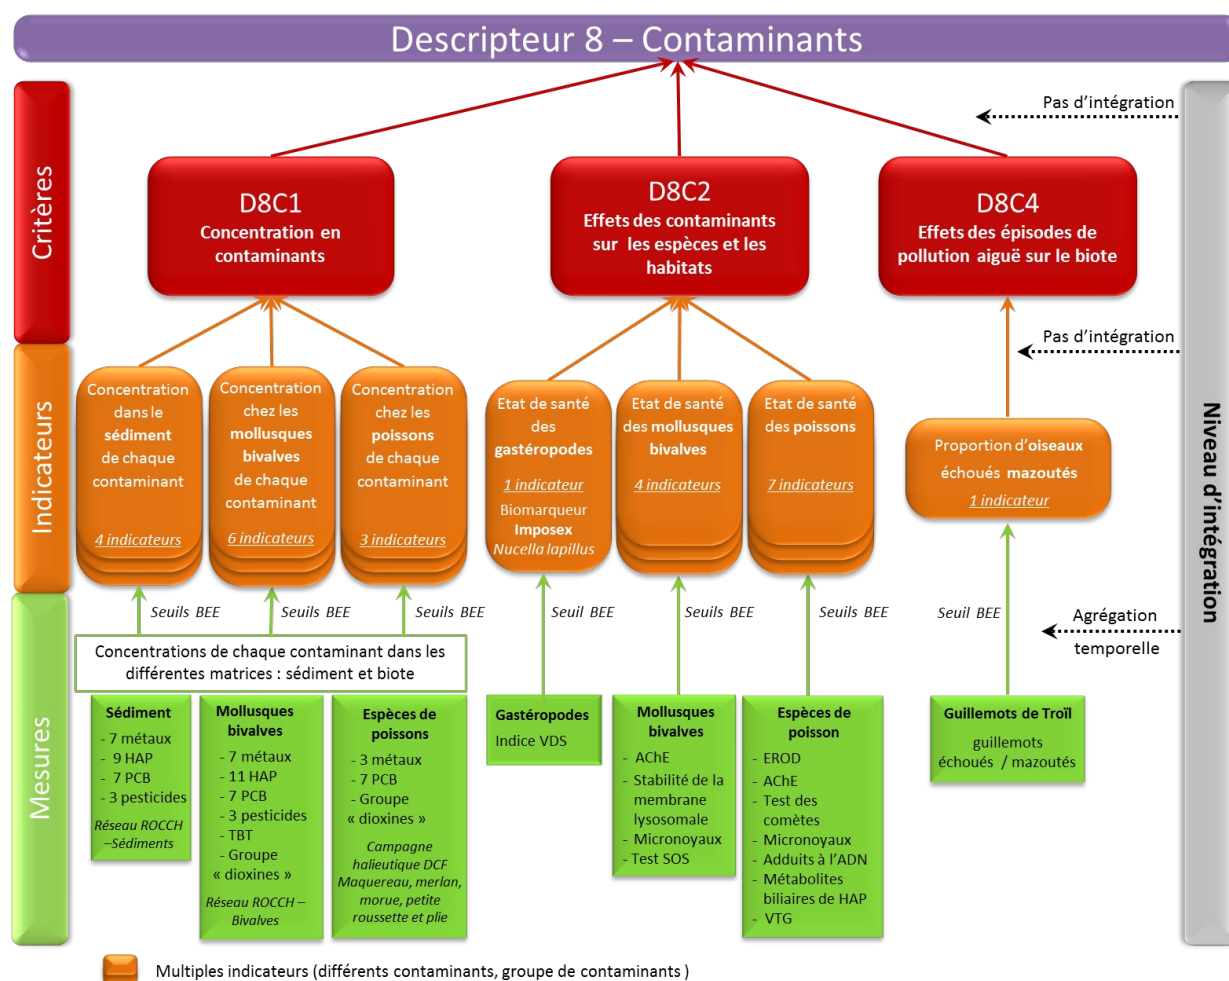 Descripteur 8 – Contaminants
Critères
Pas d'intégration
D8C1
Concentration en
contaminants
D8C2
Effets des contaminants
sur les espèces et les
habitats
D8C4
Effets des épisodes de
pollution aiguë sur le biote
Pas d'intégration
Niveau d'intégration
Indicateurs
Concentration
dans le
sédiment
de chaque
contaminant
4 indicateurs
Concentration
chez les
mollusques
bivalves
de chaque
contaminant
6 indicateurs
Concentration
chez les
poissons
de chaque
contaminant
3 indicateurs
Etat de santé
des
gastéropodes
1 indicateur
Biomarqueur
Imposex
Nucella lapillus
Etat de santé
des mollusques
bivalves
4 indicateurs
Etat de santé
des poissons
7 indicateurs
Proportion d'oiseaux
échoués mazoutés
1 indicateur
Seuils BEE
Seuils BEE
Seuils BEE
Seuil BEE
Seuils BEE
Seuils BEE
Seuil BEE
Agrégation
temporelle
Mesures
Concentrations de chaque contaminant dans les
différentes matrices : sédiment et biote
Sédiment
- 7 métaux
- 9 HAP
- 7 PCB
- 3 pesticides
Réseau ROCCH
–Sédiments
Mollusques
bivalves
- 7 métaux
- 11 HAP
- 7 PCB
- 3 pesticides
- TBT
- Groupe
« dioxines »
Réseau ROCCH –
Bivalves
Espèces de
poissons
- 3 métaux
- 7 PCB
- Groupe
« dioxines »
Campagne
halieutique DCF
Maquereau, merlan,
morue, petite
roussette et plie
Gastéropodes
Indice VDS
Mollusques
bivalves
- AChE
- Stabilité de la
membrane
lysosomale
- Micronoyaux
- Test SOS
Espèces de
poisson
- EROD
- AChE
- Test des
comètes
- Micronoyaux
- Adduits à l'ADN
- Métabolites
biliaires de HAP
- VTG
Guillemots de Troïl
guillemots
échoués / mazoutés
Multiples indicateurs (différents contaminants, groupe de contaminants )